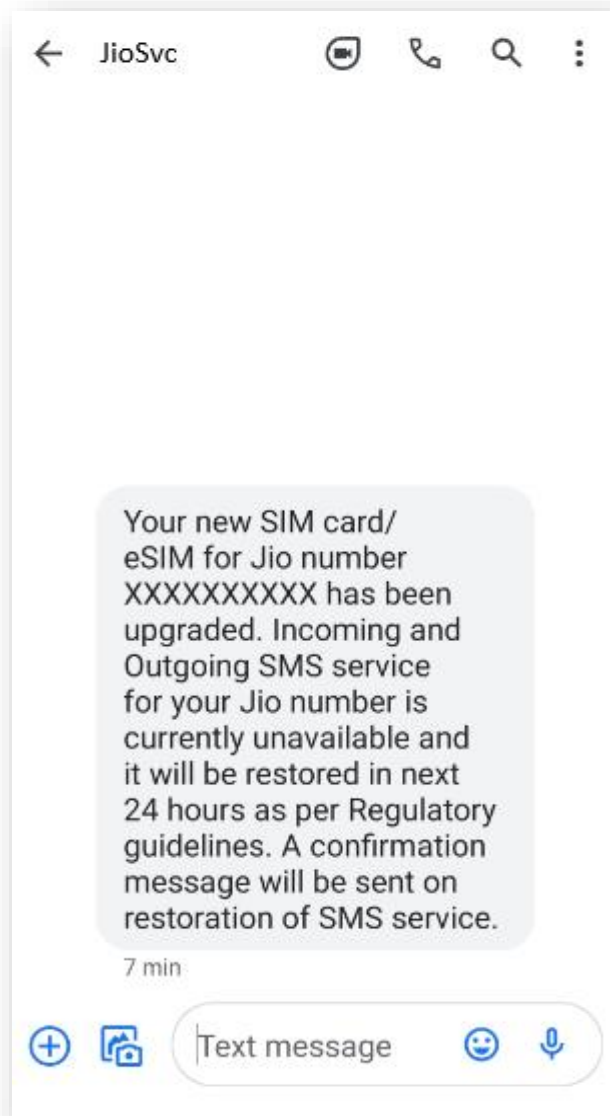 JioSvc
Your new SIM card/
eSIM for Jio number
XXXXXXXXXX has been
upgraded. Incoming and
Outgoing SMS service
for your Jio number is
currently unavailable and
it will be restored in next
24 hours as per Regulatory
guidelines. A confirmation
message will be sent on
restoration of SMS service.
7 min
Text message